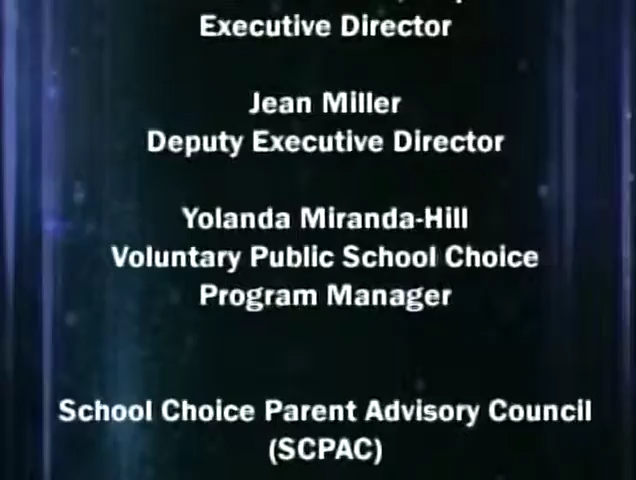 Executive Director
Jean Miller
Deputy Executive Director
Yolanda Miranda-Hill
Voluntary Public School Choice
Program Manager
School Choice Parent Advisory Council
(SCPAC)